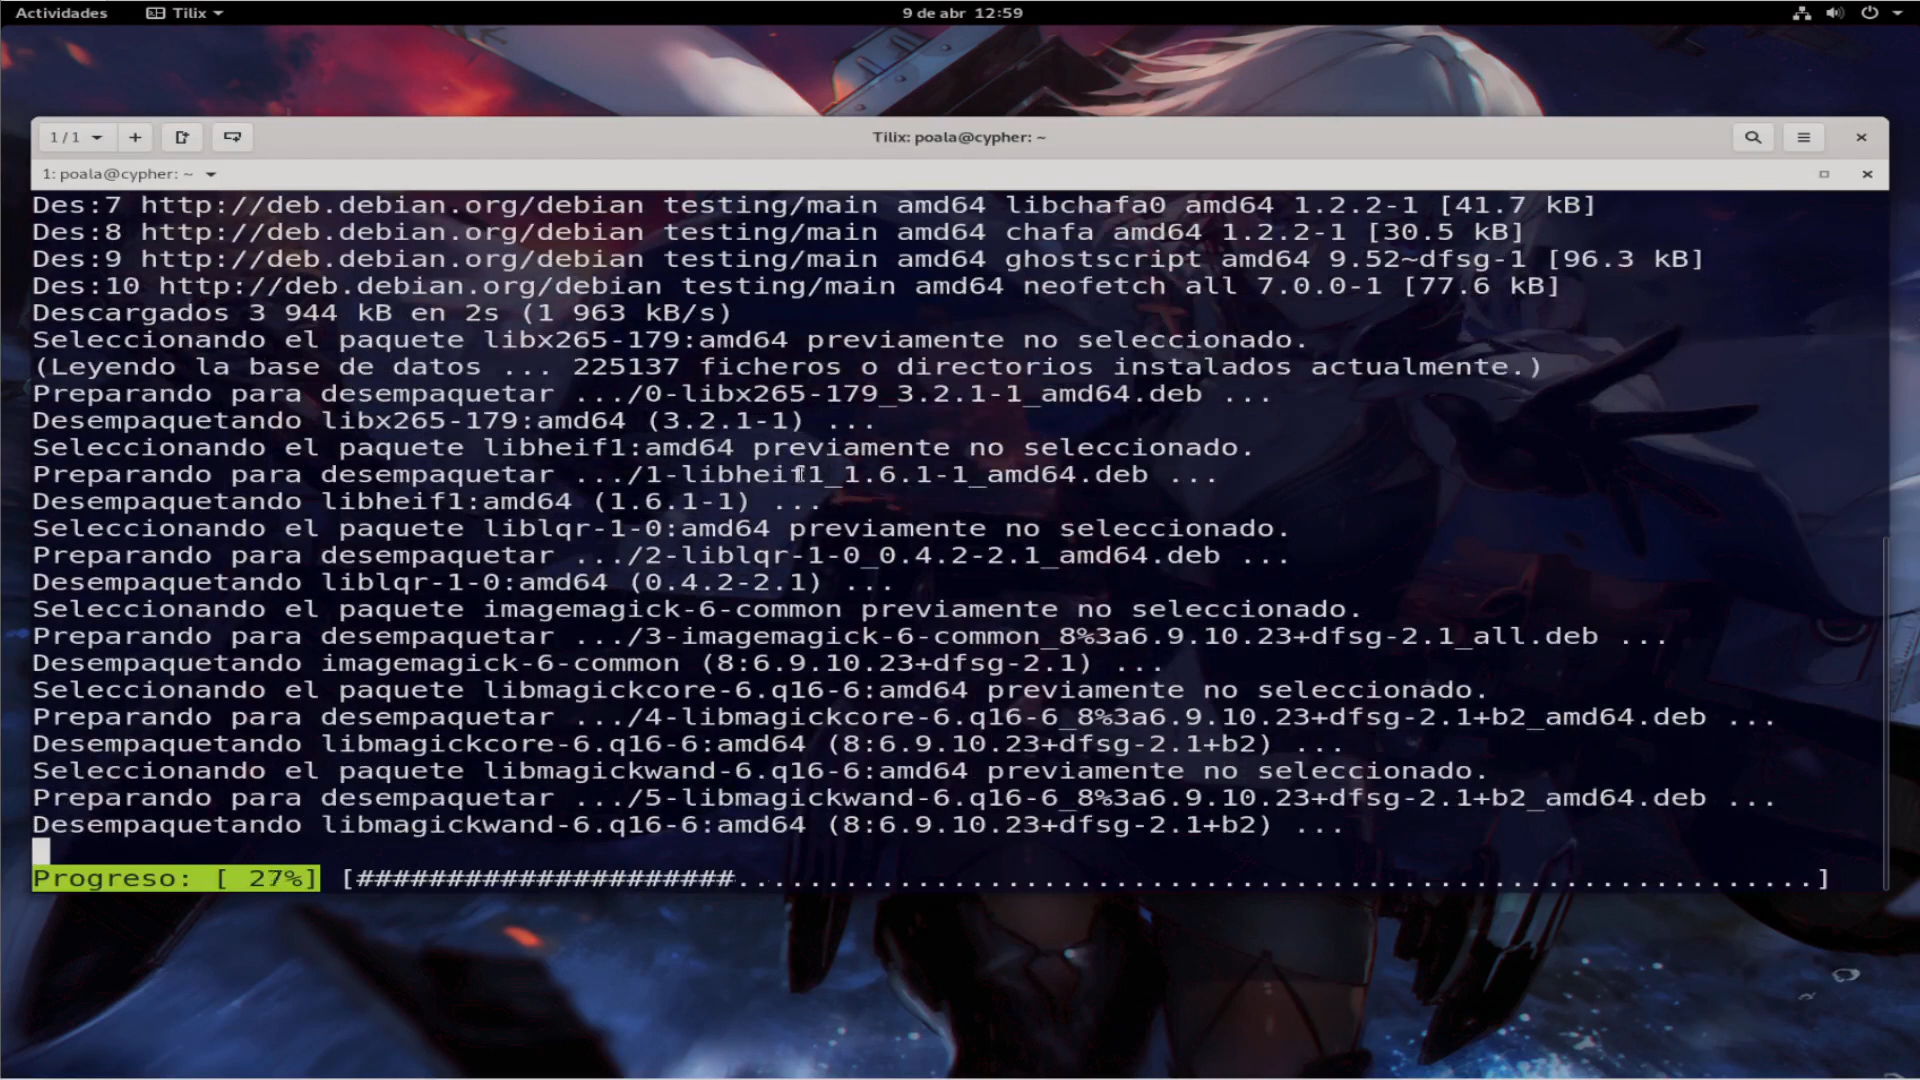 Actividades Tilix 9 de abr 12:59
1 / 1 Tilix: poala@cypher: ~
1: poala@cypher: ~
Des:7 http://deb.debian.org/debian testing/main amd64 libchafa0 amd64 1.2.2-1 [41.7 kB]
Des:8 http://deb.debian.org/debian testing/main amd64 chafa amd64 1.2.2-1 [30.5 kB]
Des:9 http://deb.debian.org/debian testing/main amd64 ghostscript amd64 9.52~dfsg-1 [96.3 kB]
Des:10 http://deb.debian.org/debian testing/main amd64 neofetch all 7.0.0-1 [77.6 kB]
Descargados 3 944 kB en 2s (1 963 kB/s)
Seleccionando el paquete libx265-179:amd64 previamente no seleccionado.
(Leyendo la base de datos ... 225137 ficheros o directorios instalados actualmente.)
Preparando para desempaquetar .../0-libx265-179_3.2.1-1_amd64.deb ...
Desempaquetando libx265-179:amd64 (3.2.1-1) ...
Seleccionando el paquete libheif1:amd64 previamente no seleccionado.
Preparando para desempaquetar .../1-libheif1_1.6.1-1_amd64.deb ...
Desempaquetando libheif1:amd64 (1.6.1-1) ...
Seleccionando el paquete liblqr-1-0:amd64 previamente no seleccionado.
Preparando para desempaquetar .../2-liblqr-1-0_0.4.2-2.1_amd64.deb ...
Desempaquetando liblqr-1-0:amd64 (0.4.2-2.1) ...
Seleccionando el paquete imagemagick-6-common previamente no seleccionado.
Preparando para desempaquetar .../3-imagemagick-6-common_8%3a6.9.10.23+dfsg-2.1_all.deb ...
Desempaquetando imagemagick-6-common (8:6.9.10.23+dfsg-2.1) ...
Seleccionando el paquete libmagickcore-6.q16-6:amd64 previamente no seleccionado.
Preparando para desempaquetar .../4-libmagickcore-6.q16-6_8%3a6.9.10.23+dfsg-2.1+b2_amd64.deb ...
Desempaquetando libmagickcore-6.q16-6:amd64 (8:6.9.10.23+dfsg-2.1+b2) ...
Seleccionando el paquete libmagickwand-6.q16-6:amd64 previamente no seleccionado.
Preparando para desempaquetar .../5-libmagickwand-6.q16-6_8%3a6.9.10.23+dfsg-2.1+b2_amd64.deb ...
Desempaquetando libmagickwand-6.q16-6:amd64 (8:6.9.10.23+dfsg-2.1+b2) ...
Progreso: [ 27%] [#####################............................................................]